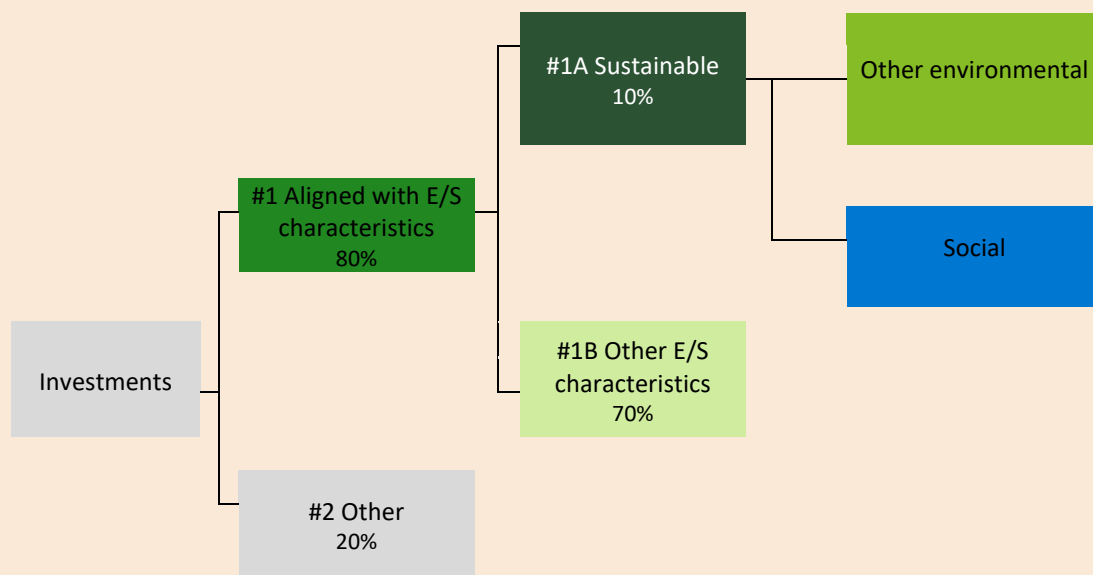 #1A Sustainable
10%
Other environmental
#1 Aligned with E/S
characteristics
80%
Social
#1B Other E/S
characteristics
70%
Investments
#2 Other
20%